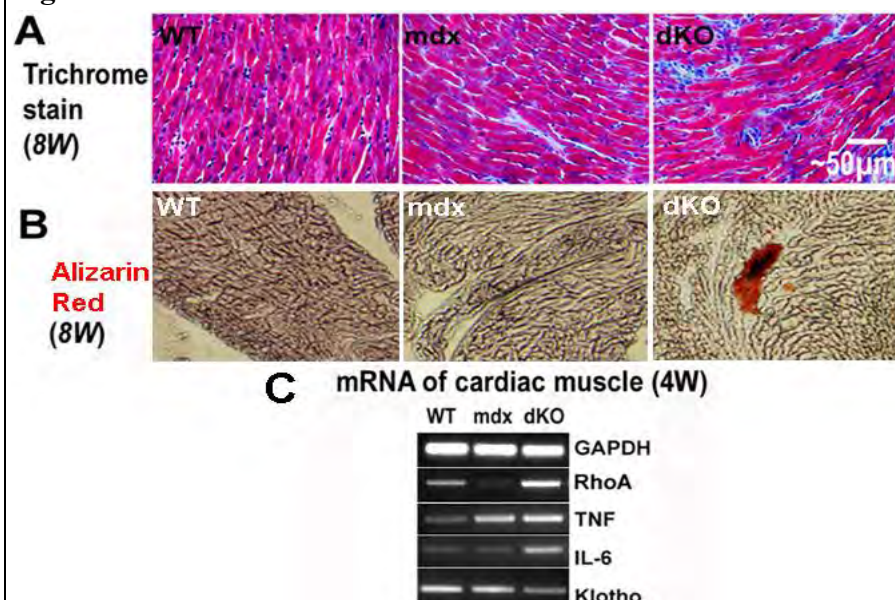 A
Trichrome
stain
(8W)
WT
mdx
dKO
~50µm
B
Alizarin
Red
(8W)
WT
mdx
dKO
C
mRNA of cardiac muscle (4W)
WT mdx dKO
GAPDH
RhoA
TNF
IL-6
Klotho